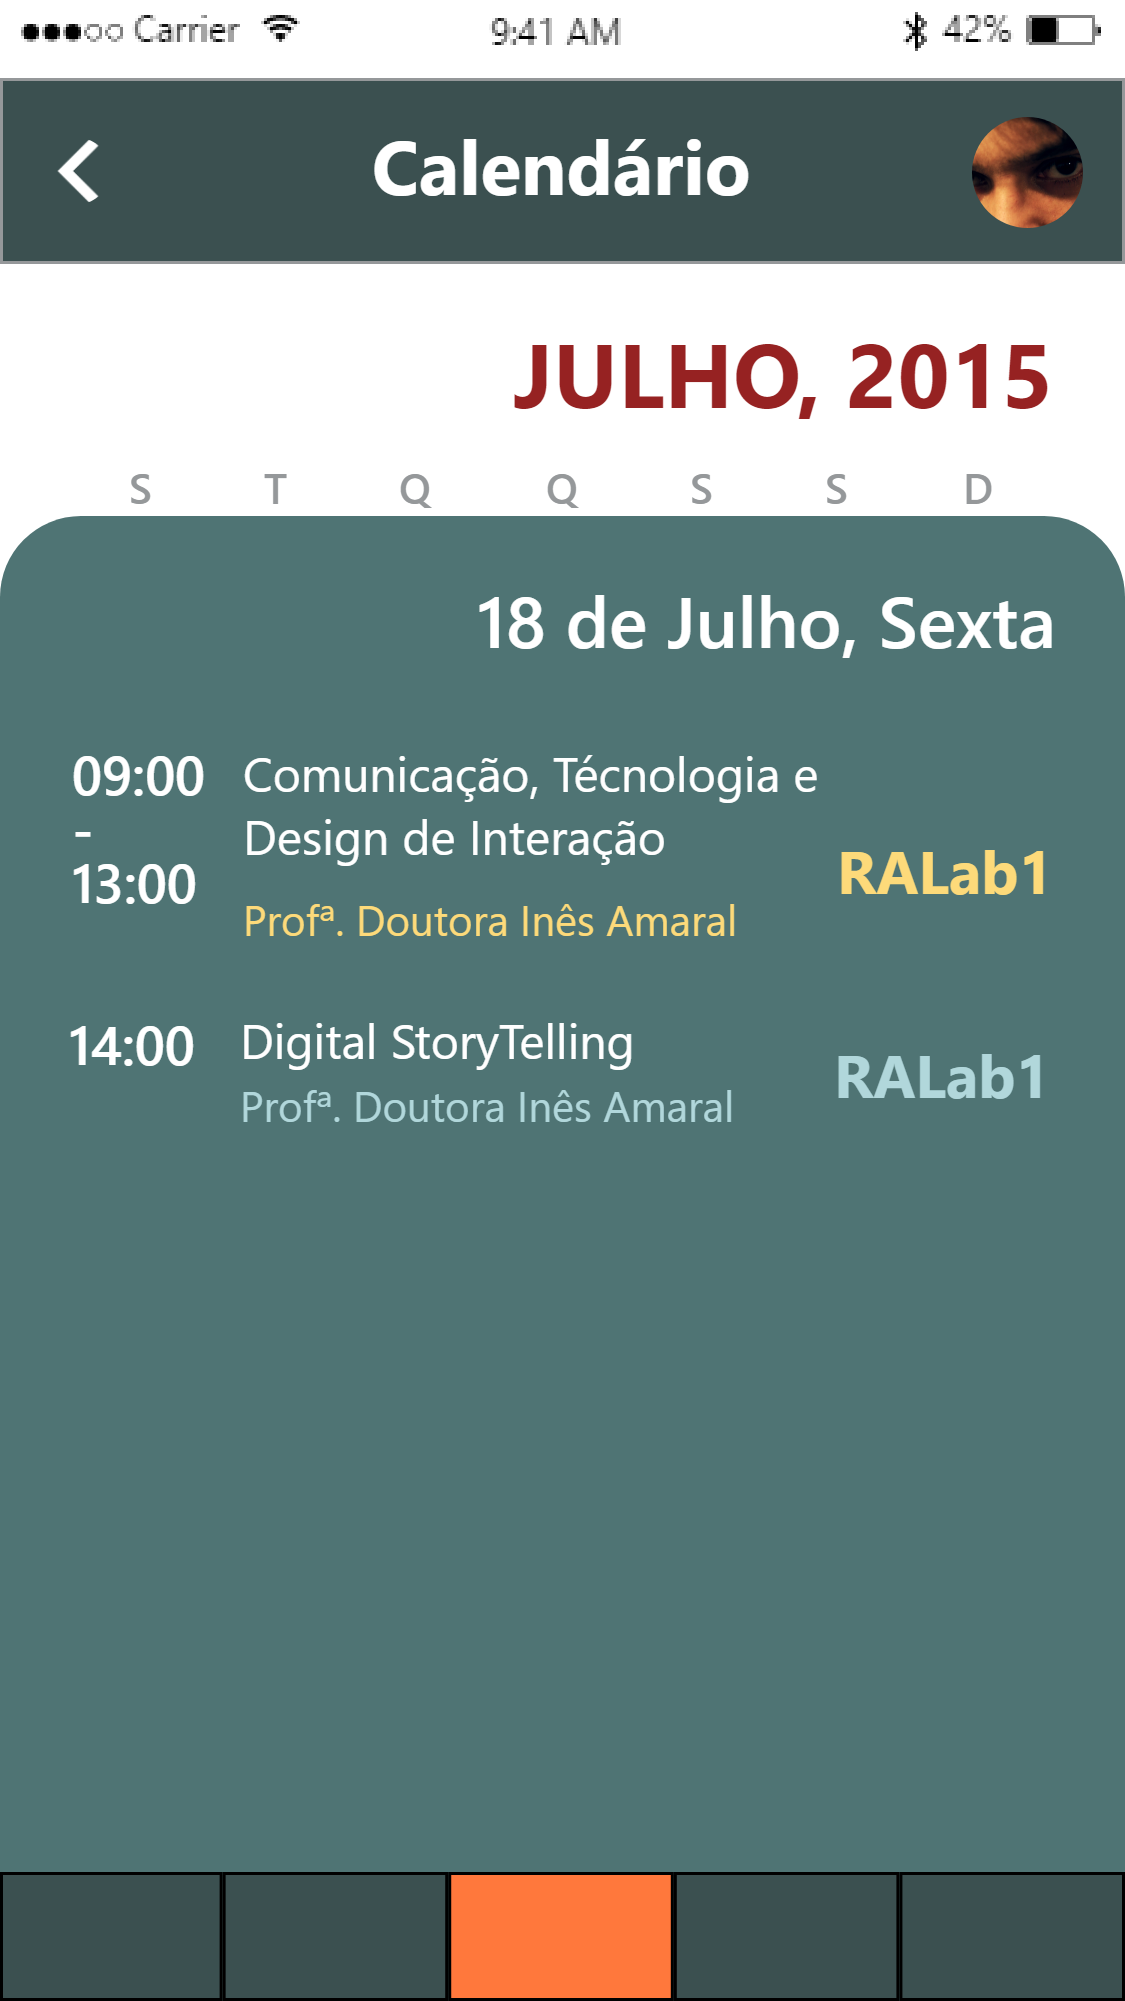 Carrier 9:41 AM 42%
Calendário
JULHO, 2015
S T Q Q S S D
18 de Julho, Sexta
09:00
-
13:00
Comunicação, Técnologia e
Design de Interação
Profª. Doutora Inês Amaral
RALab1
14:00
Digital StoryTelling
Profª. Doutora Inês Amaral
RALab1